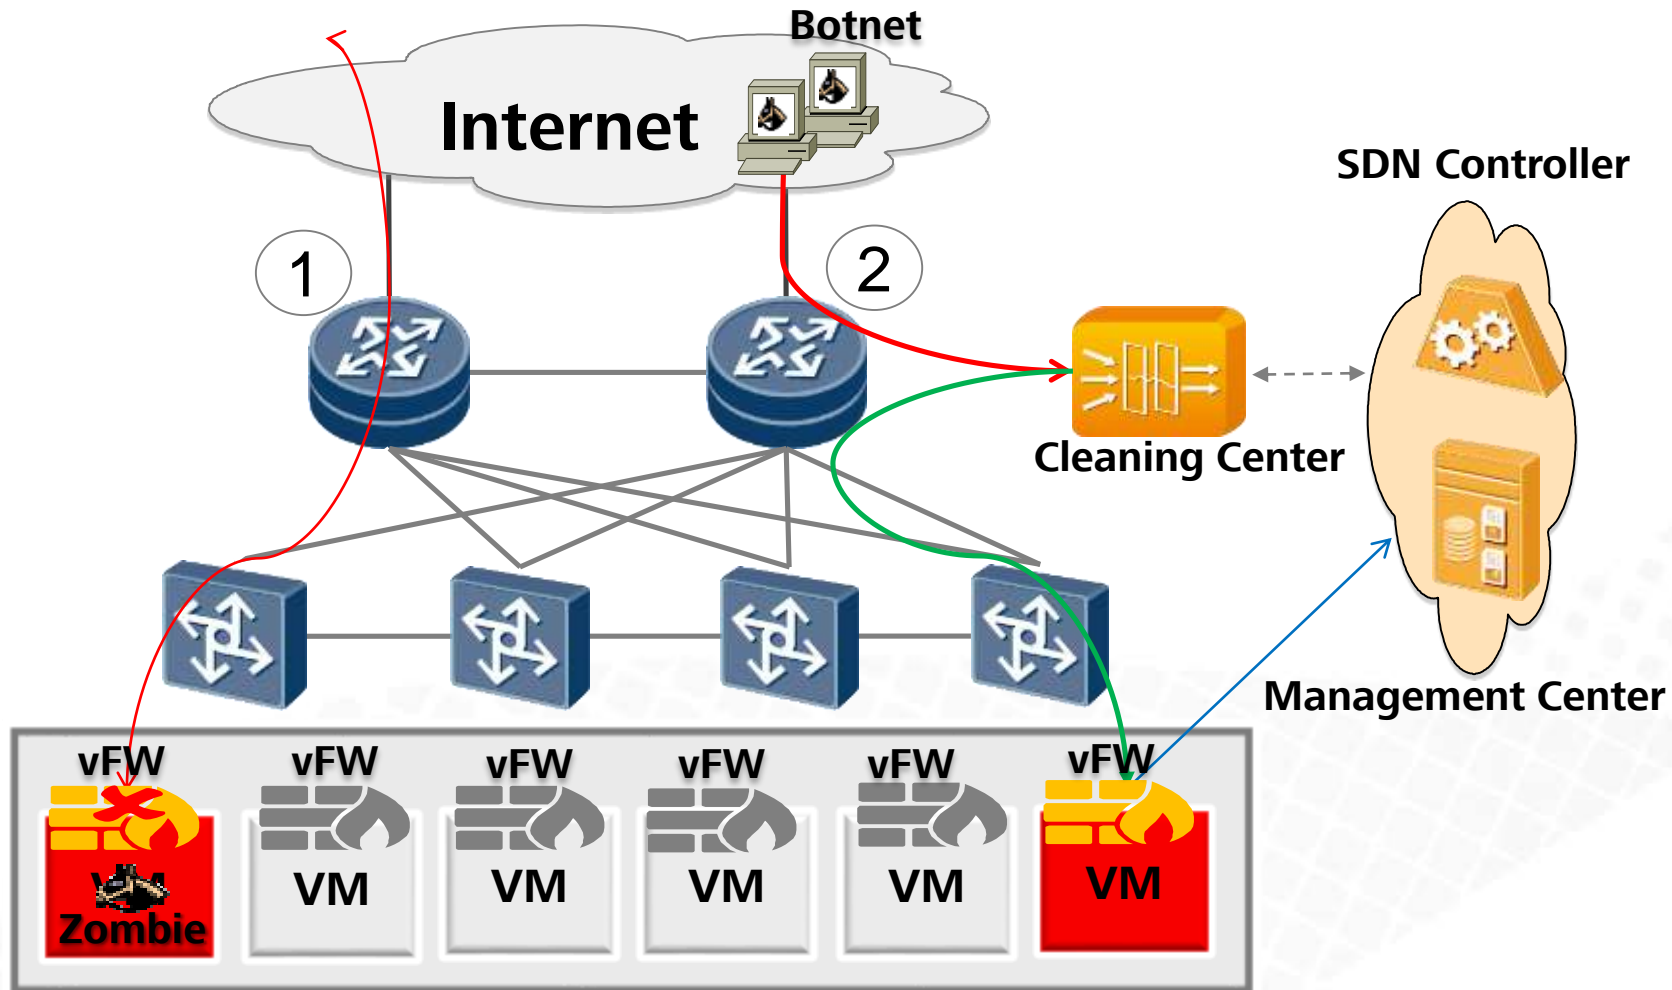 Botnet
Internet
SDN Controller
1
2
Cleaning Center
Management Center
vFW
vFW
vFW
vFW
vFW
vFW
VM
VM
VM
VM
VM
Zombie